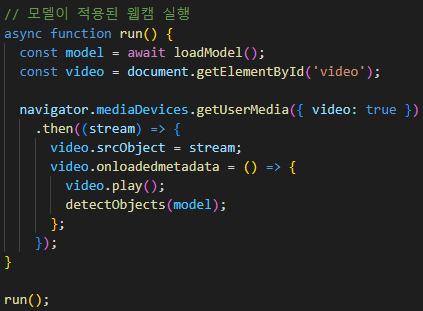 // 모델이 적용된 웹캠 실행
async function run() {
  const model = await loadModel();
  const video = document.getElementById('video');

  navigator.mediaDevices.getUserMedia({ video: true })
    .then((stream) => {
      video.srcObject = stream;
      video.onloadedmetadata = () => {
        video.play();
        detectObjects(model);
      };
    });
}

run();